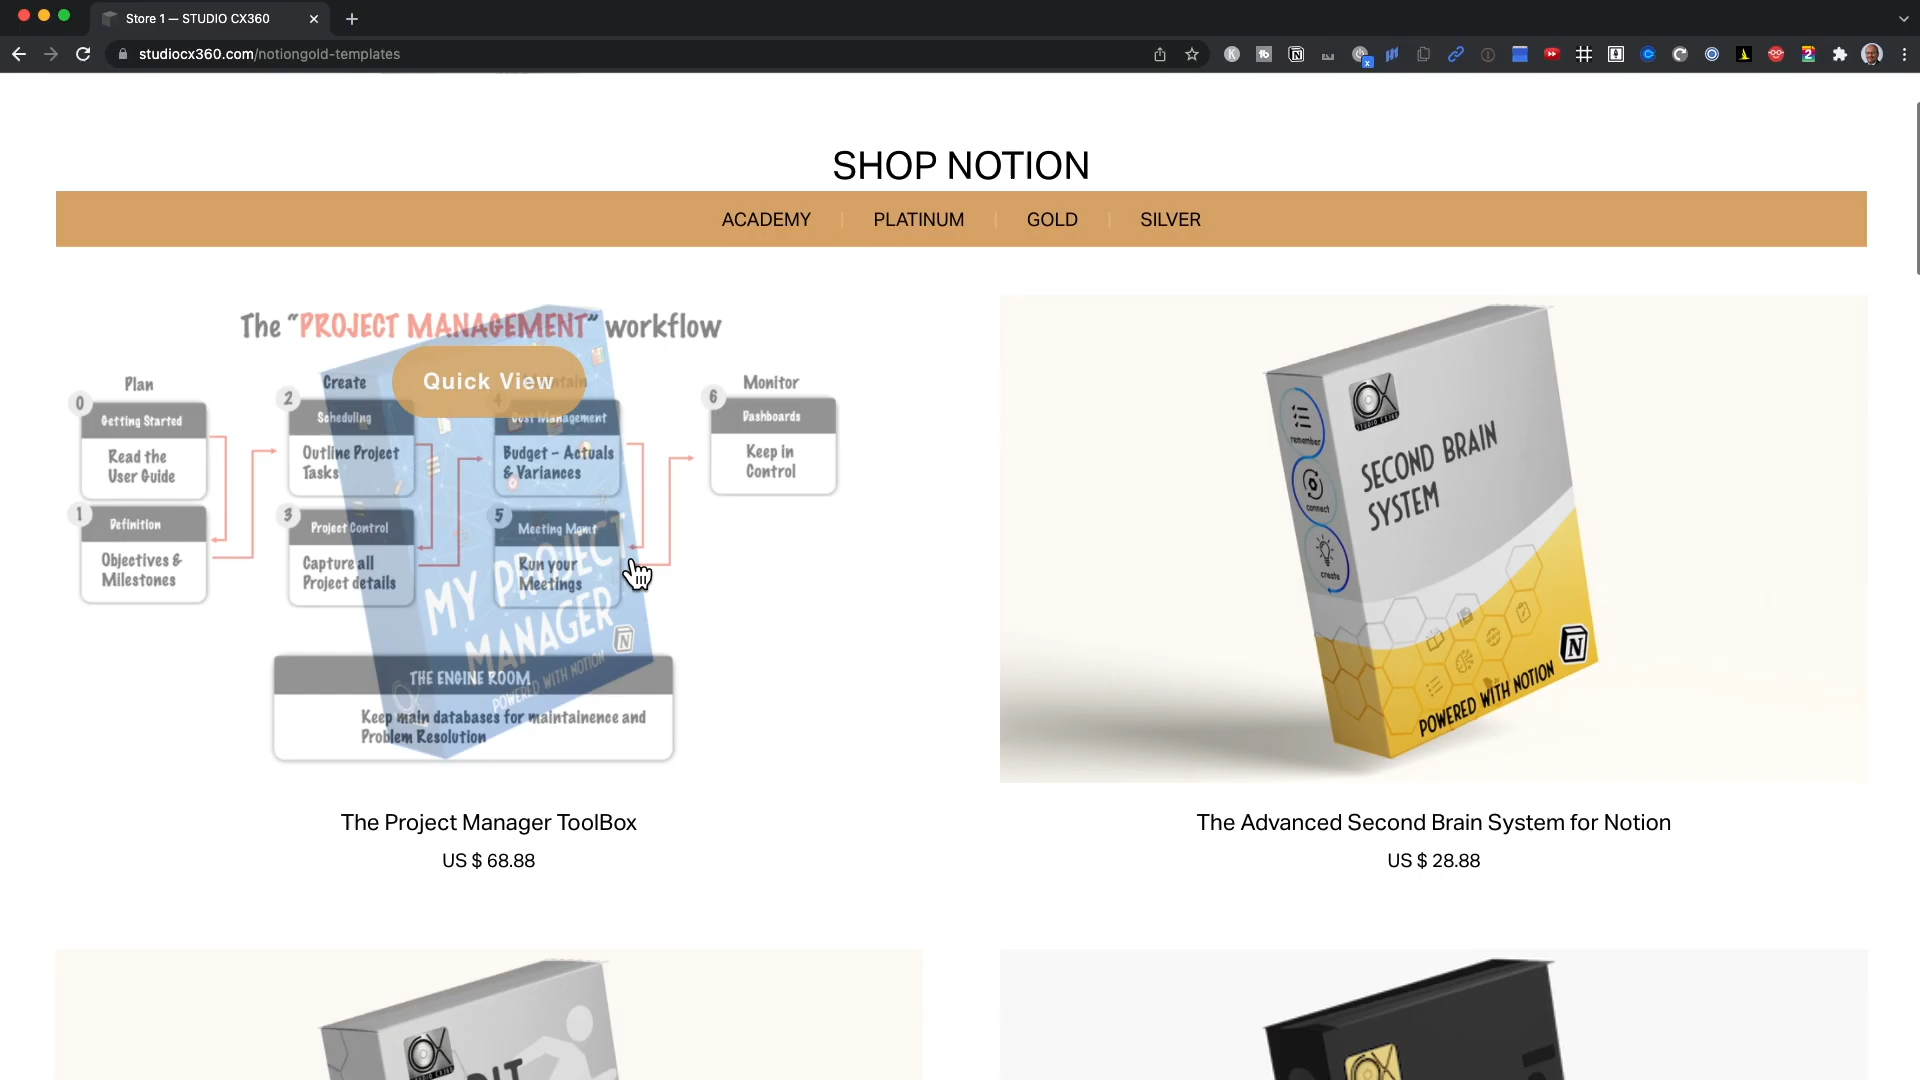 Store 1 — STUDIO CX360
studiocx360.com/notiongold-templates
SHOP NOTION
ACADEMY
PLATINUM
GOLD
SILVER
The "PROJECT MANAGEMENT" workflow
Quick View
Plan
0
Getting Started
Read the
User Guide
1
Definition
Objectives &
Milestones
Create
2
Scheduling
Outline Project
Tasks
3
Project Control
Capture all
Project details
Maintain
4
Cost Management
Budget – Actuals
& Variances
5
Meeting Mgmt
Run your
Meetings
Monitor
6
Dashboards
Keep in
Control
MY PROJECT
MANAGER
POWERED WITH NOTION
THE ENGINE ROOM
Keep main databases for maintainence and
Problem Resolution
remember
connect
create
STUDIO CX360
SECOND BRAIN
SYSTEM
POWERED WITH NOTION
The Project Manager ToolBox
US $ 68.88
The Advanced Second Brain System for Notion
US $ 28.88